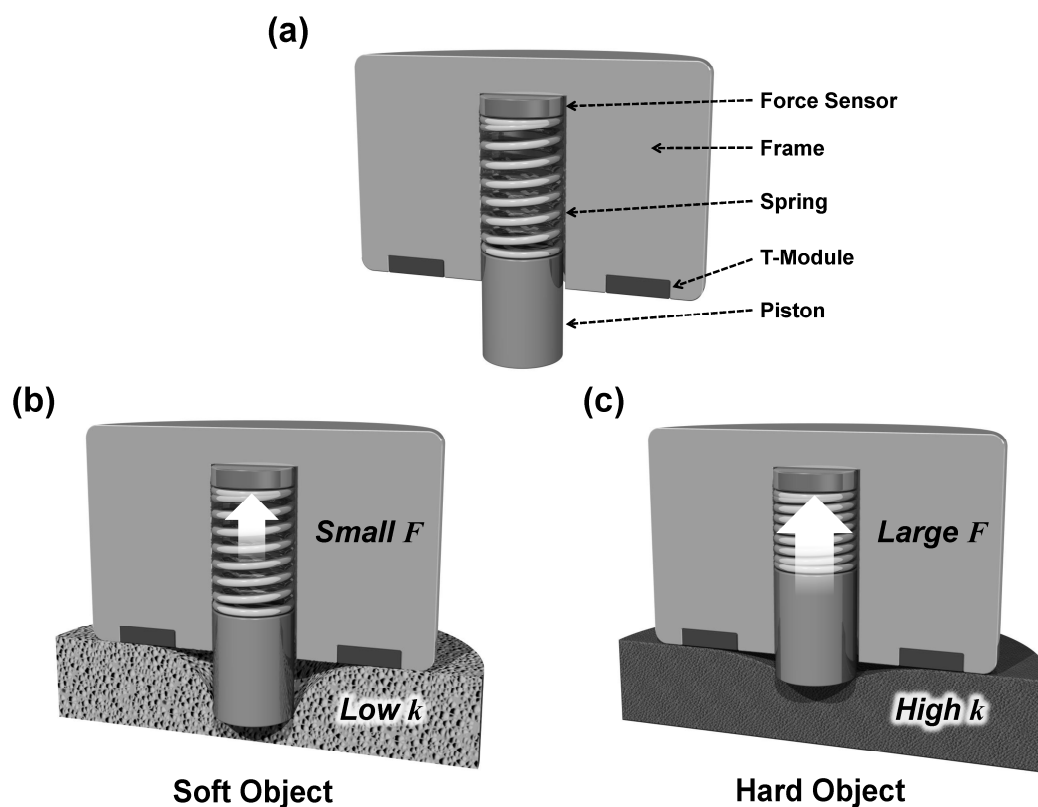 (a)
Force Sensor
Frame
Spring
T-Module
Piston
(b)
Small F
Low k
Soft Object
(c)
Large F
High k
Hard Object